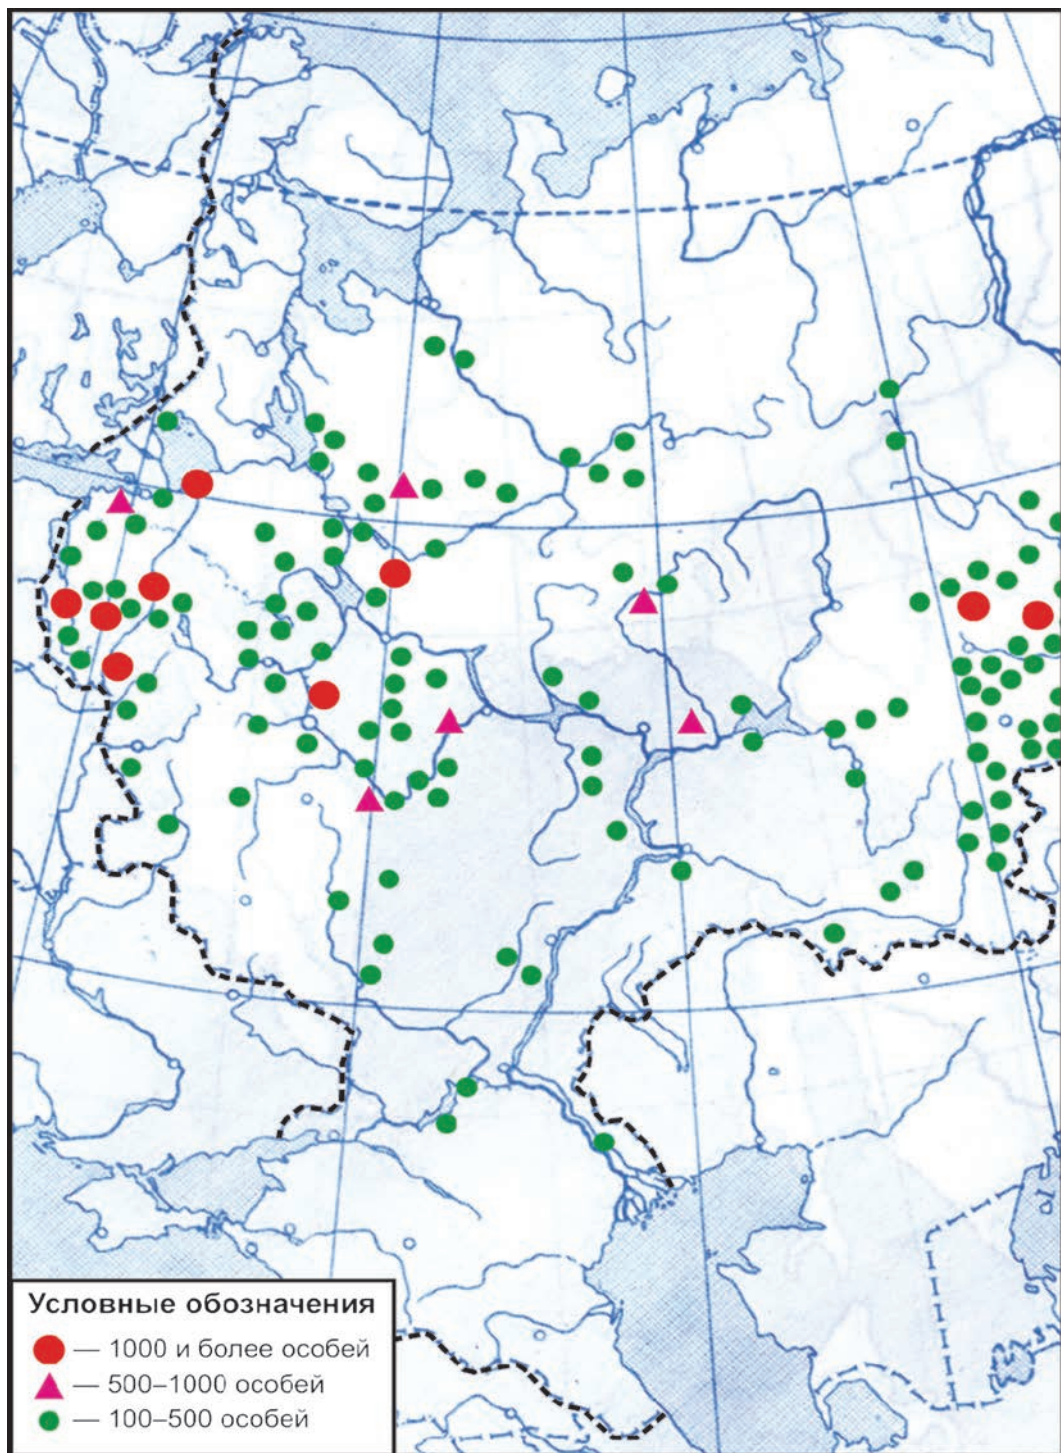 Условные обозначения
— 1000 и более особей
— 500–1000 особей
— 100–500 особей